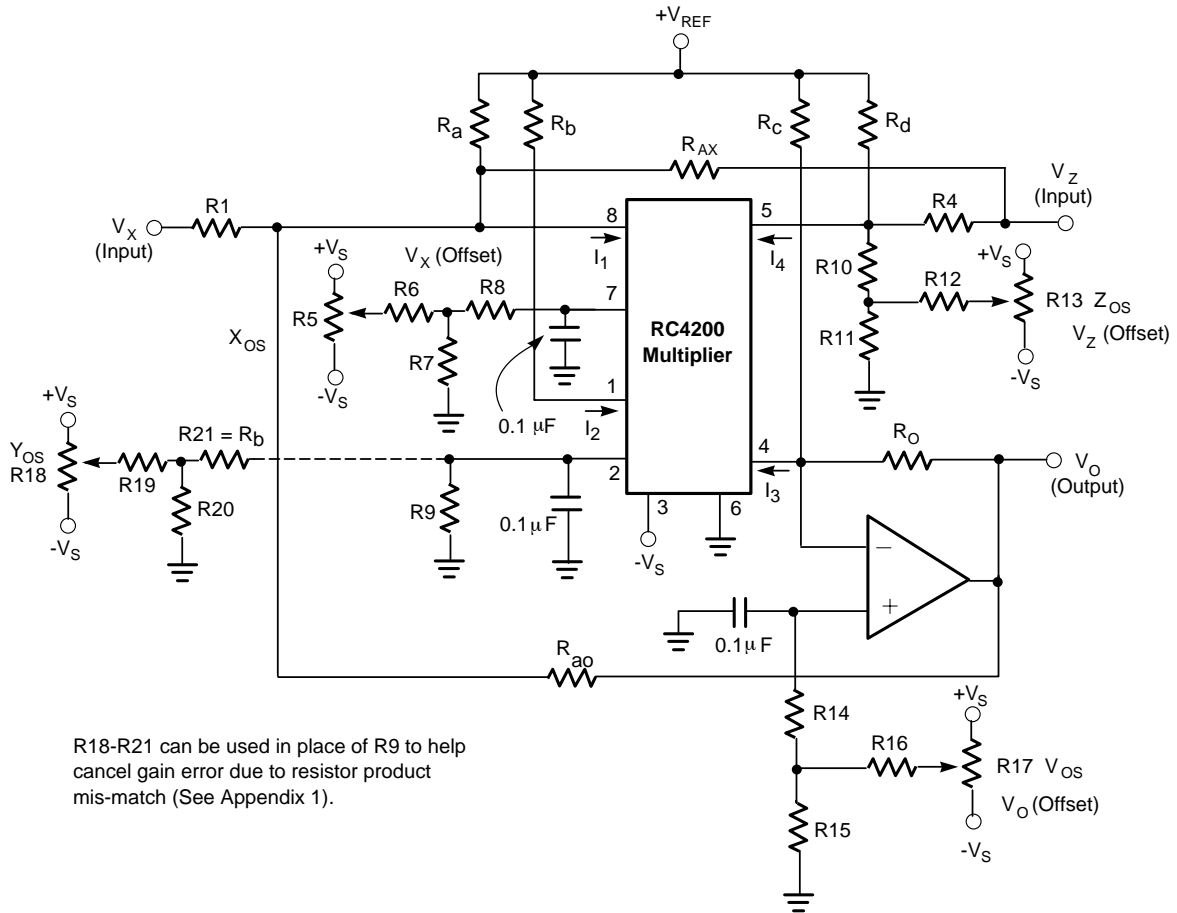 +VREF
Ra
Rb
Rc
Rd
RAX
VZ
(Input)
R1
R4
VX
(Input)
8
5
I1
I4
+VS
VX (Offset)
+VS
R10
R12
R6
R8
7
R5
R13 ZOS
RC4200
Multiplier
R11
VZ (Offset)
XOS
R7
-VS
-VS
1
+VS
0.1 µF
I2
R21 = Rb
RO
YOS
R18
4
VO
(Output)
R19
2
I3
R20
R9
0.1µF
3
6
-VS
-VS
−
+
0.1µF
Rao
+VS
R14
R16
R17 VOS
R18-R21 can be used in place of R9 to help
cancel gain error due to resistor product
mis-match (See Appendix 1).
VO (Offset)
R15
-VS